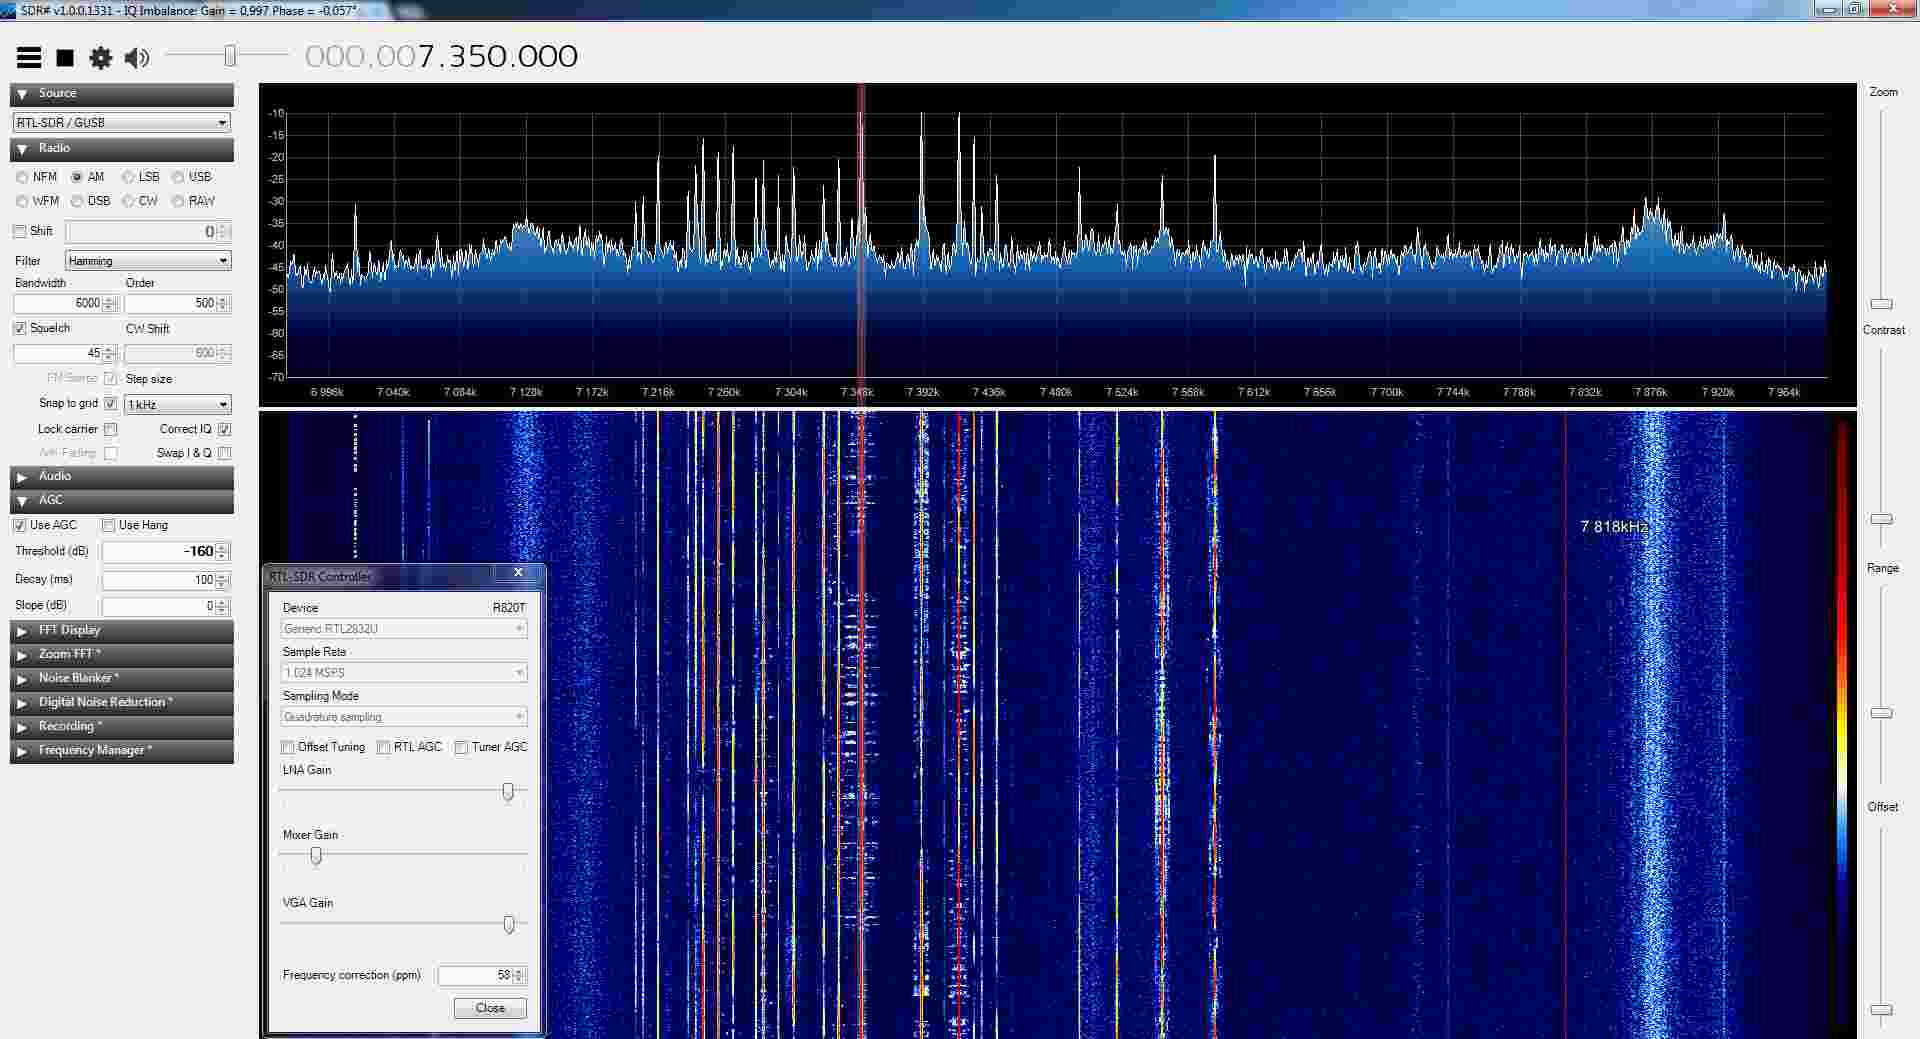 SDR# v1.0.0.1331 - IQ Imbalance: Gain = 0,997 Phase = -0,057°
000.007.350.000
Source
RTL-SDR / GUSB
Radio
NFM AM LSB USB
WFM DSB CW RAW
Shift 0
Filter Hamming
Bandwidth Order
6000 500
Squelch CW Shift
45 600
FM Stereo Step size
Snap to grid 1 kHz
Lock carrier Correct IQ
Anti-Fading Swap I & Q
Audio
AGC
Use AGC Use Hang
Threshold (dB) -160
Decay (ms) 100
Slope (dB) 0
FFT Display
Zoom FFT *
Noise Blanker *
Digital Noise Reduction *
Recording *
Frequency Manager *
-10
-15
-20
-25
-30
-35
-40
-45
-50
-55
-60
-65
-70
6 996k 7 040k 7 084k 7 128k 7 172k 7 216k 7 260k 7 304k 7 348k 7 392k 7 436k 7 480k 7 524k 7 568k 7 612k 7 656k 7 700k 7 744k 7 788k 7 832k 7 876k 7 920k 7 964k
7 818kHz
RTL-SDR Controller
Device R820T
Generic RTL2832U
Sample Rate
1.024 MSPS
Sampling Mode
Quadrature sampling
Offset Tuning RTL AGC Tuner AGC
LNA Gain
Mixer Gain
VGA Gain
Frequency correction (ppm) 58
Close
Zoom
Contrast
Range
Offset